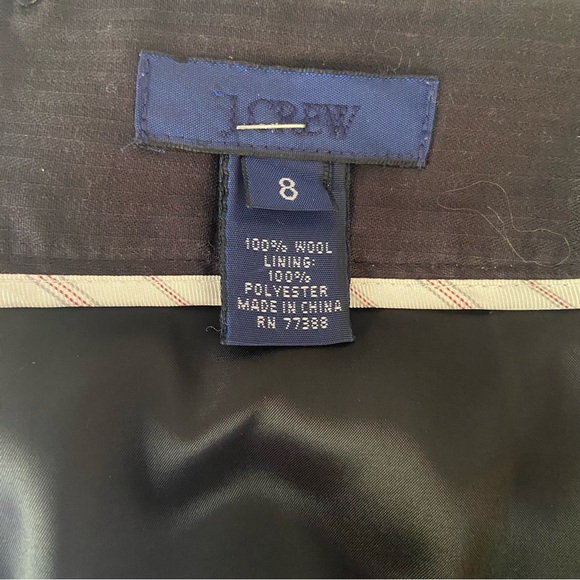 J.CREW
8
100% WOOL
LINING:
100%
POLYESTER
MADE IN CHINA
RN 77388